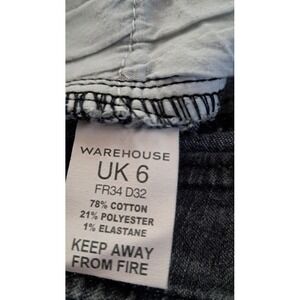 WAREHOUSE
UK 6
FR34 D32
78% COTTON
21% POLYESTER
1% ELASTANE
KEEP AWAY
FROM FIRE